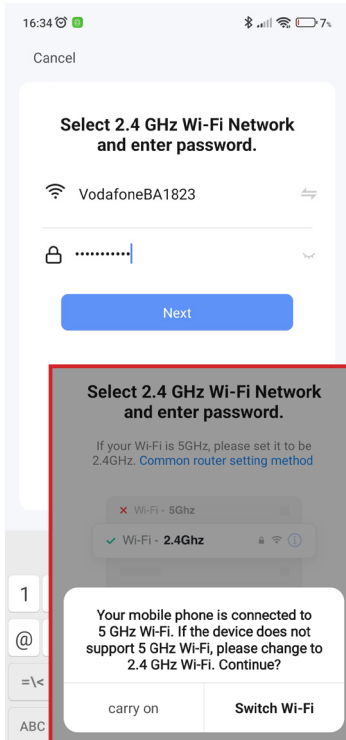 16:34
7%
Cancel
Select 2.4 GHz Wi-Fi Network
and enter password.
VodafoneBA1823
•••••••••••
Next
Select 2.4 GHz Wi-Fi Network
and enter password.
If your Wi-Fi is 5GHz, please set it to be
2.4GHz. Common router setting method
Wi-Fi - 5Ghz
Wi-Fi - 2.4Ghz
1
@
=\<
ABC
Your mobile phone is connected to
5 GHz Wi-Fi. If the device does not
support 5 GHz Wi-Fi, please change to
2.4 GHz Wi-Fi. Continue?
carry on
Switch Wi-Fi